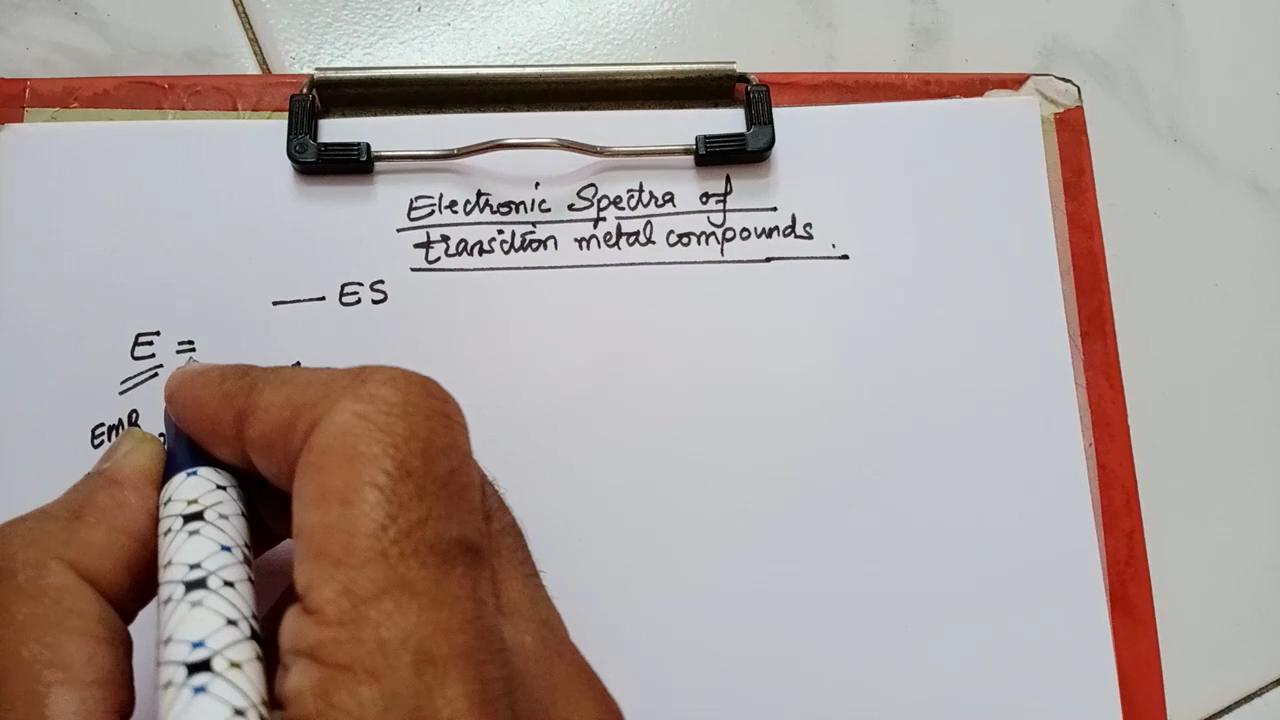 Electronic Spectra of
transition metal compounds.
— ES
E =
EMR